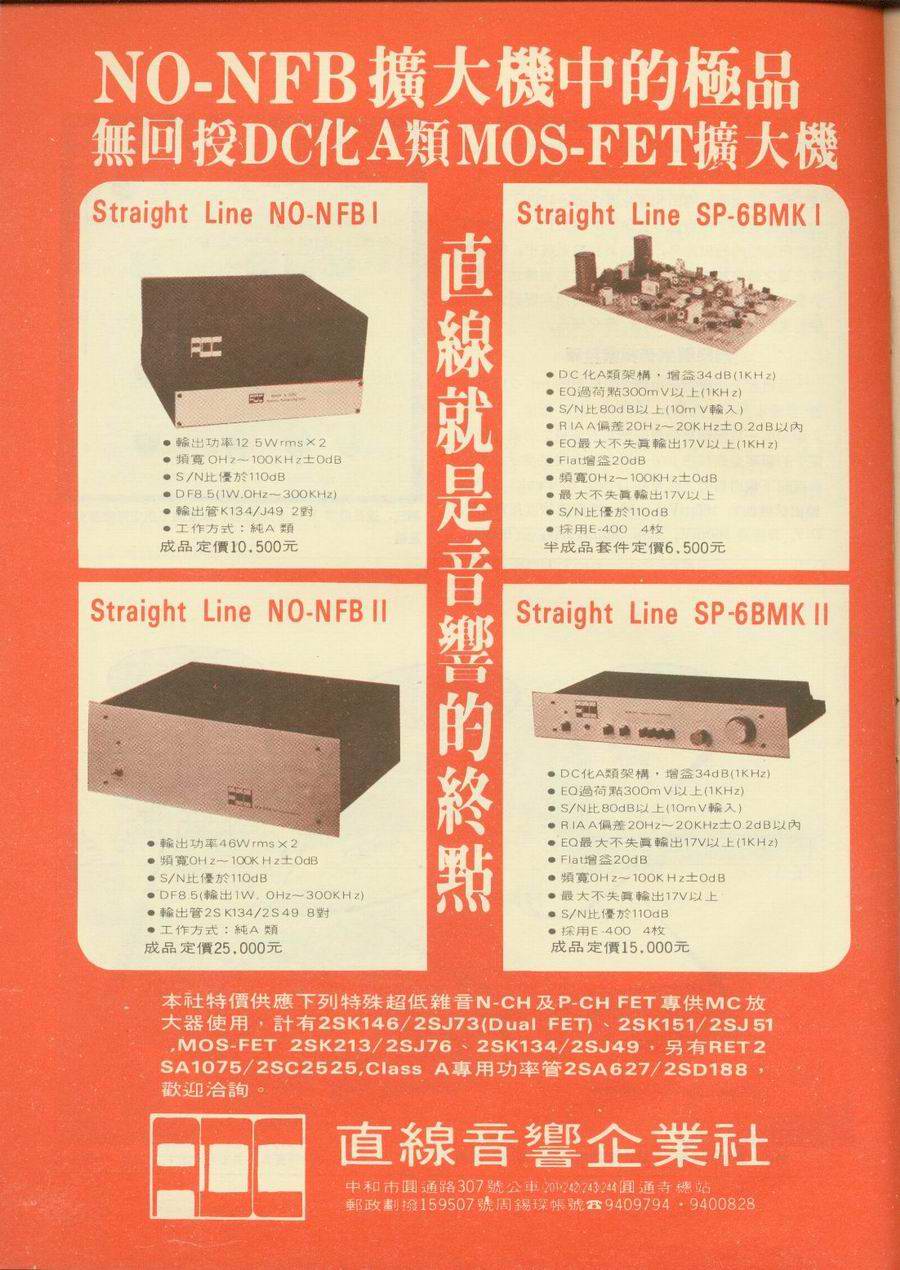 NO-NFB擴大機中的極品
無回授DC化A類MOS-FET擴大機
直線就是音響的終點
Straight Line NO-NFB I
●輸出功率12.5Wrms×2
●頻寬0Hz~100KHz±0dB
●S/N比優於110dB
●DF8.5(1W.0Hz~300KHz)
●輸出管K134/J49 2對
●工作方式：純A類
成品定價10.500元
Straight Line SP-6BMK I
●DC化A類架構，增益34dB(1KHz)
●EQ過荷點300mV以上(1KHz)
●S/N比80dB以上(10mV輸入)
●RIAA偏差20Hz~20KHz±0.2dB以內
●EQ最大不失眞輸出17V以上(1KHz)
●Flat增益20dB
●頻寬0Hz~100KHz±0dB
●最大不失眞輸出17V以上
●S/N比優於110dB
●採用E-400 4枚
半成品套件定價6.500元
Straight Line NO-NFB II
●輸出功率46Wrms×2
●頻寬0Hz~100KHz±0dB
●S/N比優於110dB
●DF8.5(輸出1W. 0Hz~300KHz)
●輸出管2SK134/2S49 8對
●工作方式：純A類
成品定價25.000元
Straight Line SP-6BMK II
●DC化A類架構，增益34dB(1KHz)
●EQ過荷點300mV以上(1KHz)
●S/N比80dB以上(10mV輸入)
●RIAA偏差20Hz~20KHz±0.2dB以內
●EQ最大不失眞輸出17V以上(1KHz)
●Flat增益20dB
●頻寬0Hz~100KHz±0dB
●最大不失眞輸出17V以上
●S/N比優於110dB
●採用E-400 4枚
成品定價15.000元
本社特價供應下列特殊超低雜音N-CH及P-CH FET專供MC放
大器使用，計有2SK146/2SJ73(Dual FET)、2SK151/2SJ51
,MOS-FET 2SK213/2SJ76、2SK134/2SJ49，另有RET2
SA1075/2SC2525,Class A專用功率管2SA627/2SD188，
歡迎洽詢。
直線音響企業社
中和市圓通路307號公車201•242•243•244圓通寺總站
郵政劃撥159507號周錫琛帳號☎9409794・9400828